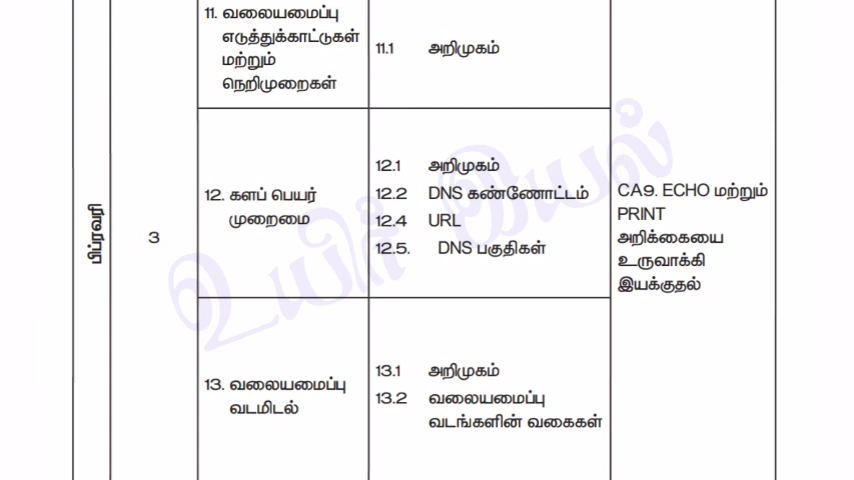 11. வலையமைப்பு
எடுத்துக்காட்டுகள்
மற்றும்
நெறிமுறைகள்
11.1 அறிமுகம்
பிப்ரவரி
3
12. களப் பெயர்
முறைமை
12.1 அறிமுகம்
12.2 DNS கண்ணோட்டம்
12.4 URL
12.5. DNS பகுதிகள்
CA9. ECHO மற்றும்
PRINT
அறிக்கையை
உருவாக்கி
இயக்குதல்
13. வலையமைப்பு
வடமிடல்
13.1 அறிமுகம்
13.2 வலையமைப்பு
வடங்களின் வகைகள்
உயிரி இயல்